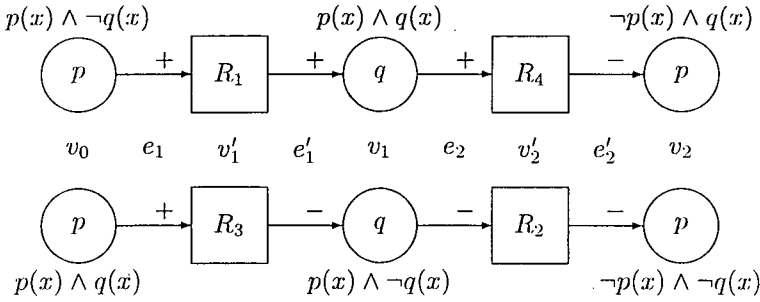 p(x) ∧ ¬q(x) p(x) ∧ q(x) ¬p(x) ∧ q(x)
p + R₁ + q + R₄ − p
v₀ e₁ v′₁ e′₁ v₁ e₂ v′₂ e′₂ v₂
p + R₃ − q − R₂ − p
p(x) ∧ q(x) p(x) ∧ ¬q(x) ¬p(x) ∧ ¬q(x)